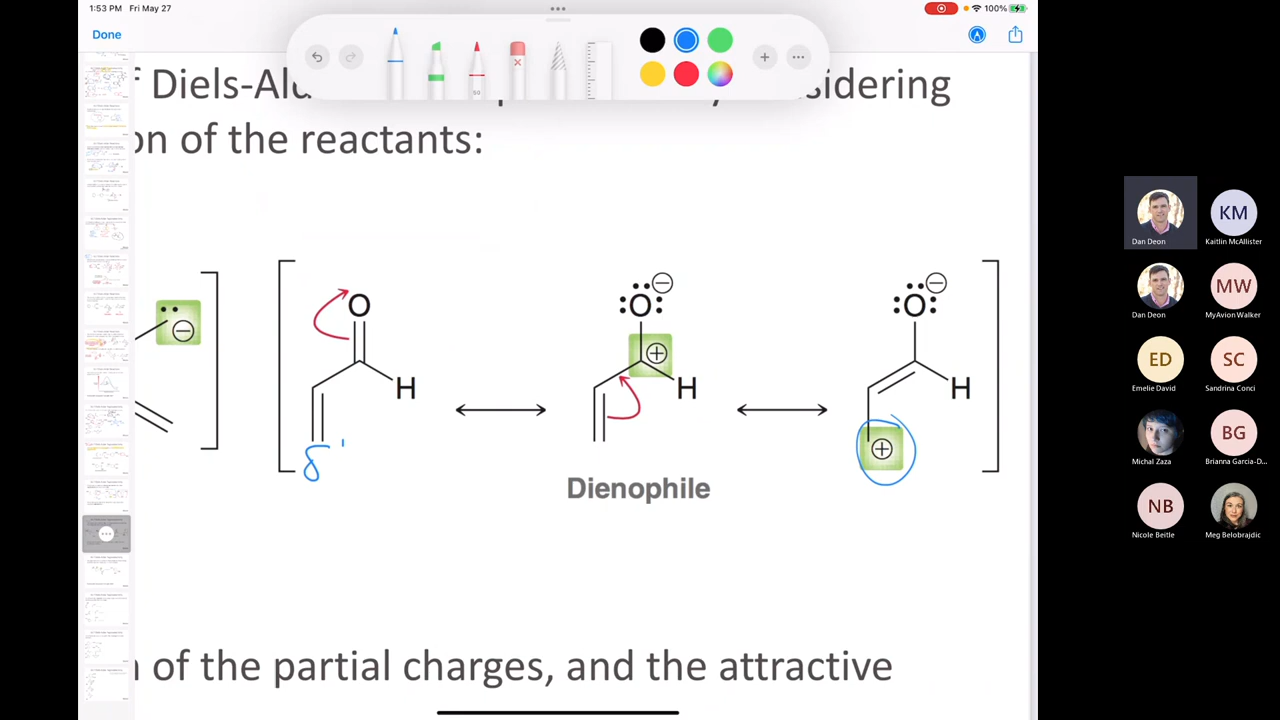 1:53 PM Fri May 27
100%
Done
50
Diels-Al
sidering
on of the reactants:
O
H
:O:
H
:O:
H
δ
Dienophile
n of the partial charges, and the attractive
Dan Deon
KM
Kaitlin McAllister
Dan Deon
MW
MyAvion Walker
ED
Emelie David
SC
Sandrina Conci
Michal Zaza
BG
Brianna Garcia-D...
NB
Nicole Beitle
Meg Belobrajdic